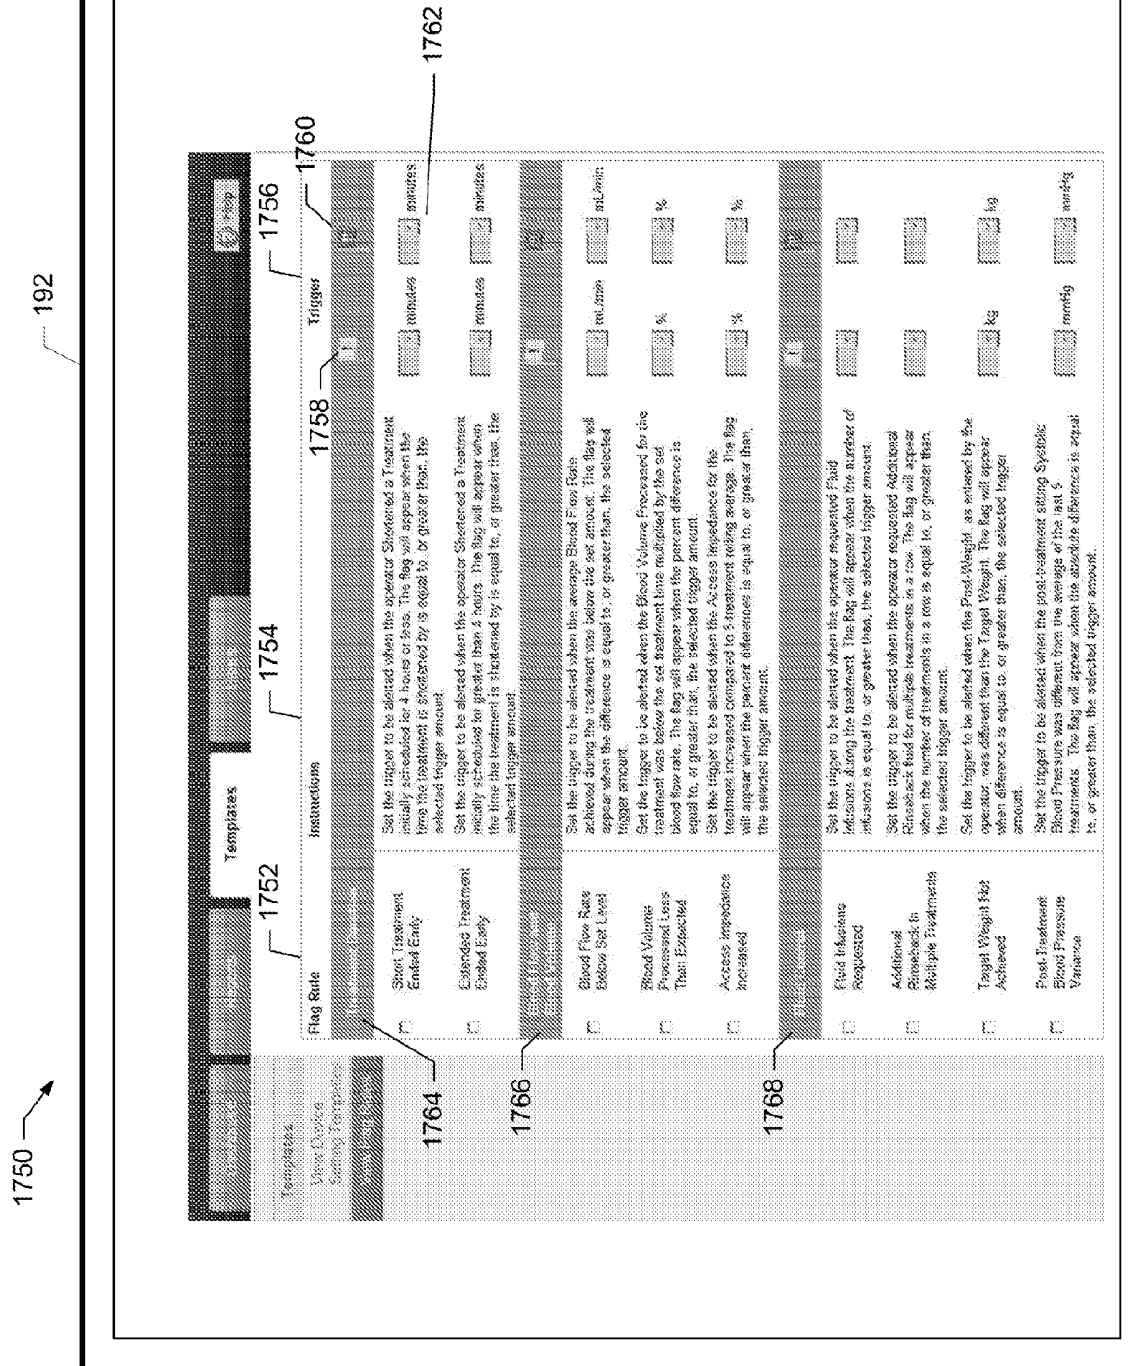 1750
192
Help
Templates
1752
1754
1756
Flag Rule
Instructions
Trigger
1758
1760
1762
Templates
View Device
Setting Templates
1764
Short Treatment
Ended Early
Set the trigger to be alerted when the operator Shortened a Treatment
initially scheduled for 4 hours or less. The flag will appear when the
time the treatment is shortened by is equal to, or greater than, the
selected trigger amount.
minutes
minutes
Extended Treatment
Ended Early
Set the trigger to be alerted when the operator Shortened a Treatment
initially scheduled for greater than 4 hours. The flag will appear when
the time the treatment is shortened by is equal to, or greater than, the
selected trigger amount.
minutes
minutes
1766
!
Blood Flow Rate
Below Set Level
Set the trigger to be alerted when the average Blood Flow Rate
achieved during the treatment was below the set amount. The flag will
appear when the difference is equal to, or greater than, the selected
trigger amount.
mL/min
mL/min
Blood Volume
Processed Less
Than Expected
Set the trigger to be alerted when the Blood Volume Processed for the
treatment was below the set treatment time multiplied by the set
blood flow rate. The flag will appear when the percent difference is
equal to, or greater than, the selected trigger amount.
%
%
Access Impedance
Increased
Set the trigger to be alerted when the Access Impedance for the
treatment increased compared to 5-treatment rolling average. The flag
will appear when the percent differences is equal to, or greater than,
the selected trigger amount.
%
%
1768
!
Fluid Infusions
Requested
Set the trigger to be alerted when the operator requested Fluid
Infusions during the treatment. The flag will appear when the number of
infusions is equal to, or greater than, the selected trigger amount.
Additional
Rinseback in
Multiple Treatments
Set the trigger to be alerted when the operator requested Additional
Rinseback fluid for multiple treatments in a row. The flag will appear
when the number of treatments in a row is equal to, or greater than,
the selected trigger amount.
Target Weight Not
Achieved
Set the trigger to be alerted when the Post-Weight, as entered by the
operator, was different than the Target Weight. The flag will appear
when difference is equal to, or greater than, the selected trigger
amount.
kg
kg
Post-Treatment
Blood Pressure
Variance
Set the trigger to be alerted when the post-treatment sitting Systolic
Blood Pressure was different from the average of the last 5
treatments. The flag will appear when the absolute difference is equal
to, or greater than, the selected trigger amount.
mmHg
mmHg